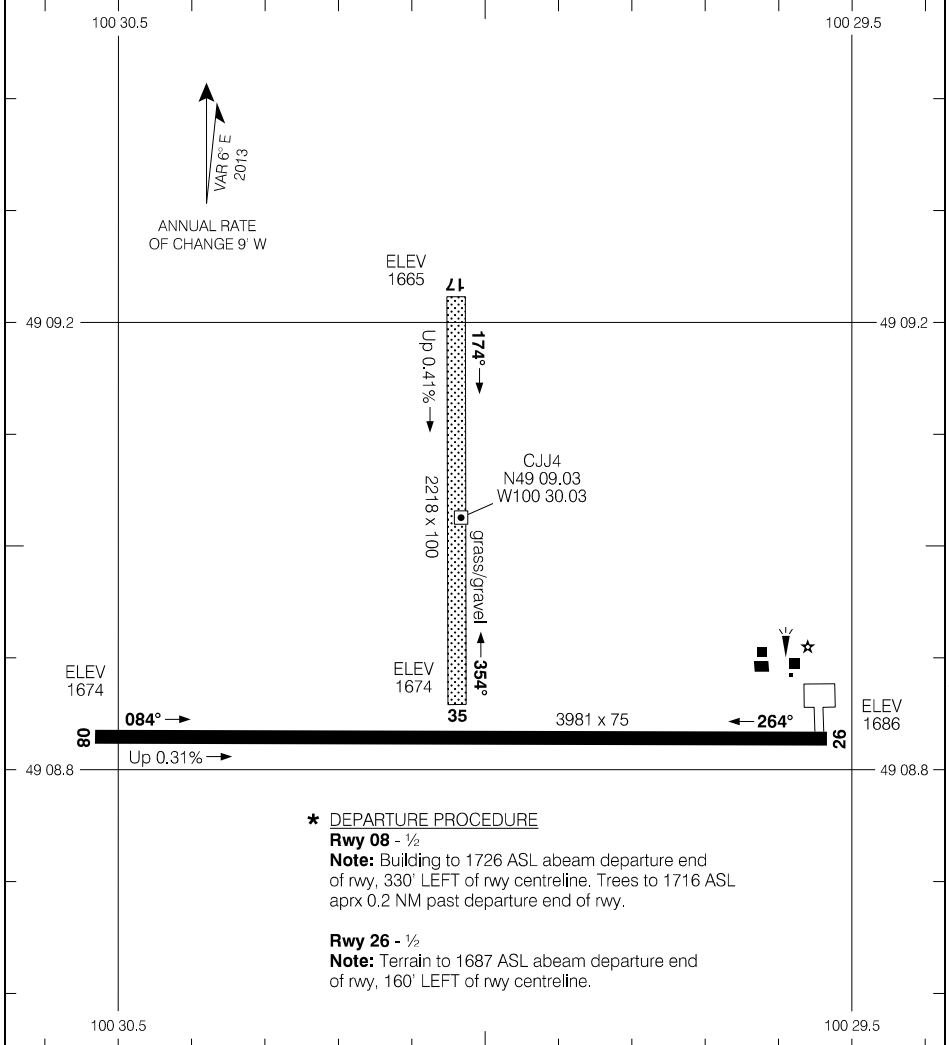 100 30.5
100 29.5
VAR 6° E
2013
ANNUAL RATE
OF CHANGE 9' W
ELEV
1665
17
49 09.2
49 09.2
174°
Up 0.41%
CJJ4
N49 09.03
W100 30.03
2218 x 100
grass/gravel
354°
ELEV
1674
ELEV
1674
35
ELEV
1686
084°
3981 x 75
264°
08
26
Up 0.31%
49 08.8
49 08.8
* DEPARTURE PROCEDURE
Rwy 08 - ½
Note: Building to 1726 ASL abeam departure end
of rwy, 330' LEFT of rwy centreline. Trees to 1716 ASL
aprx 0.2 NM past departure end of rwy.
Rwy 26 - ½
Note: Terrain to 1687 ASL abeam departure end
of rwy, 160' LEFT of rwy centreline.
100 30.5
100 29.5